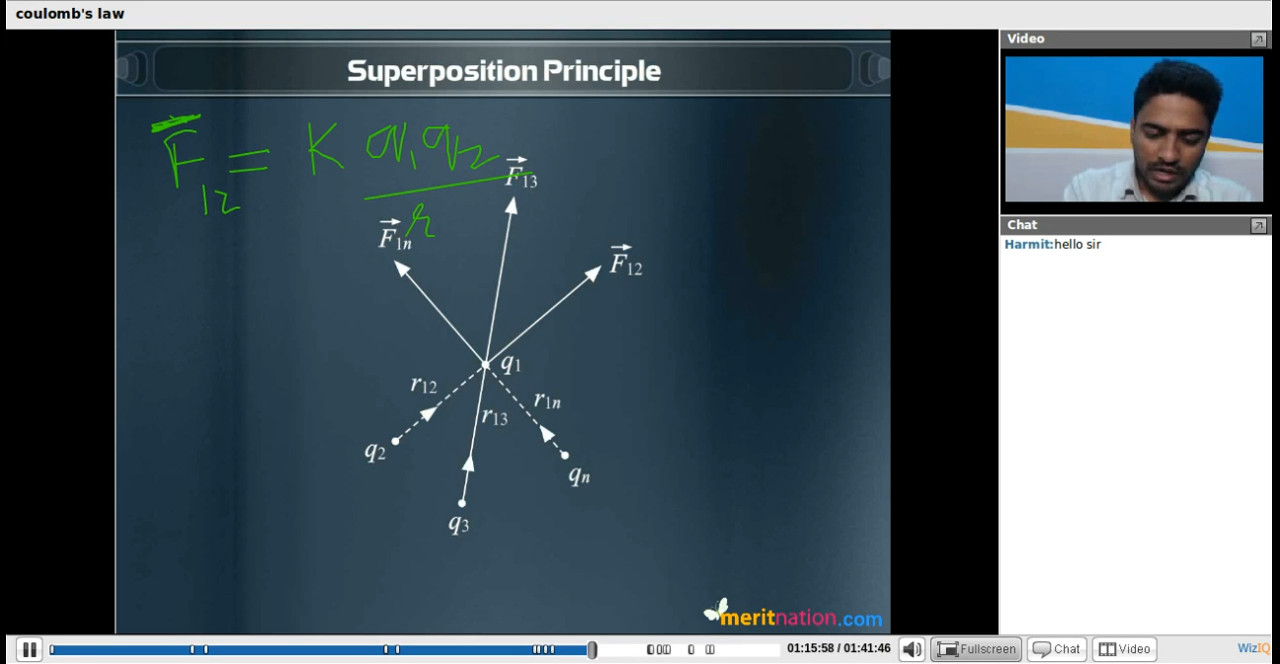 coulomb's law
Superposition Principle
F12 = K q1q2
r
F13
F1n
F12
q1
r12
r1n
r13
q2
qn
q3
meritnation.com
Video
Chat
Harmit:hello sir
01:15:58 / 01:41:46
Fullscreen
Chat
Video
WizIQ